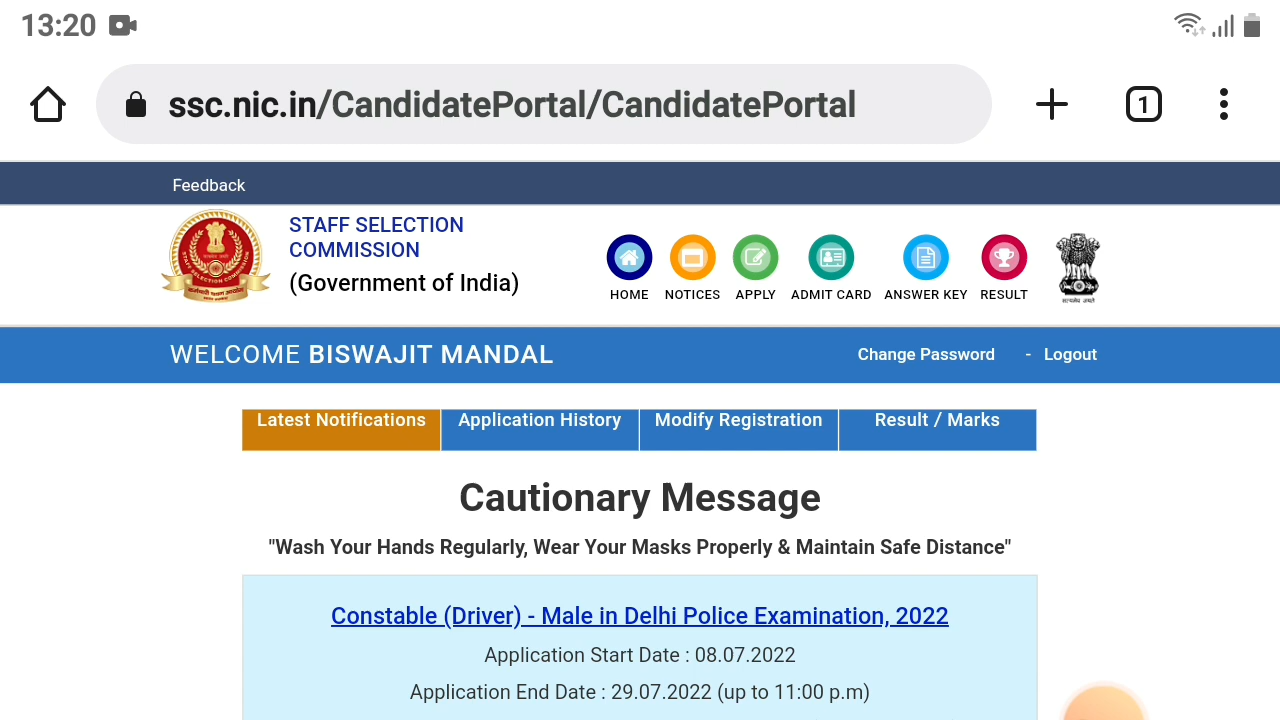 13:20
ssc.nic.in/CandidatePortal/CandidatePortal
1
Feedback
STAFF SELECTION
COMMISSION
(Government of India)
HOME
NOTICES
APPLY
ADMIT CARD
ANSWER KEY
RESULT
सत्यमेव जयते
WELCOME BISWAJIT MANDAL
Change Password - Logout
Latest Notifications
Application History
Modify Registration
Result / Marks
Cautionary Message
"Wash Your Hands Regularly, Wear Your Masks Properly & Maintain Safe Distance"
Constable (Driver) - Male in Delhi Police Examination, 2022
Application Start Date : 08.07.2022
Application End Date : 29.07.2022 (up to 11:00 p.m)